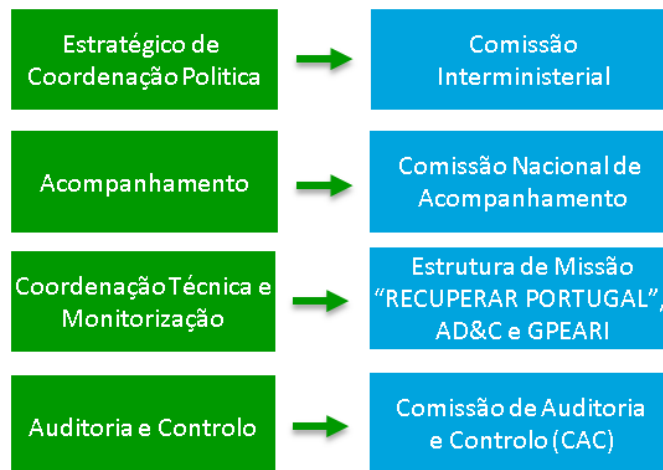 Estratégico de
Coordenação Politica
Comissão
Interministerial
Acompanhamento
Comissão Nacional de
Acompanhamento
Coordenação Técnica e
Monitorização
Estrutura de Missão
“RECUPERAR PORTUGAL”,
AD&C e GPEARI
Auditoria e Controlo
Comissão de Auditoria
e Controlo (CAC)